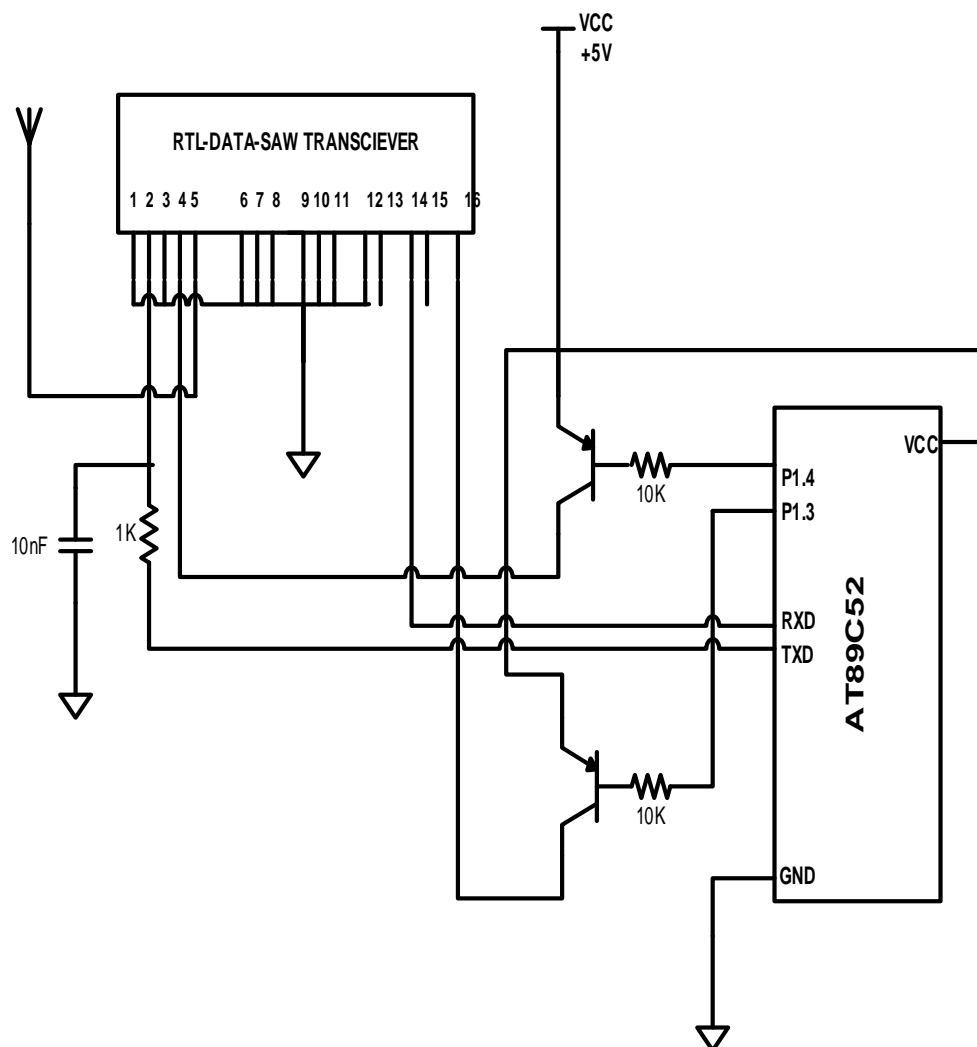 VCC
+5V
RTL-DATA-SAW TRANSCIEVER
1 2 3 4 5 6 7 8 9 10 11 12 13 14 15 16
VCC
P1.4
10K
P1.3
1K
10nF
RXD
TXD
AT89C52
10K
GND